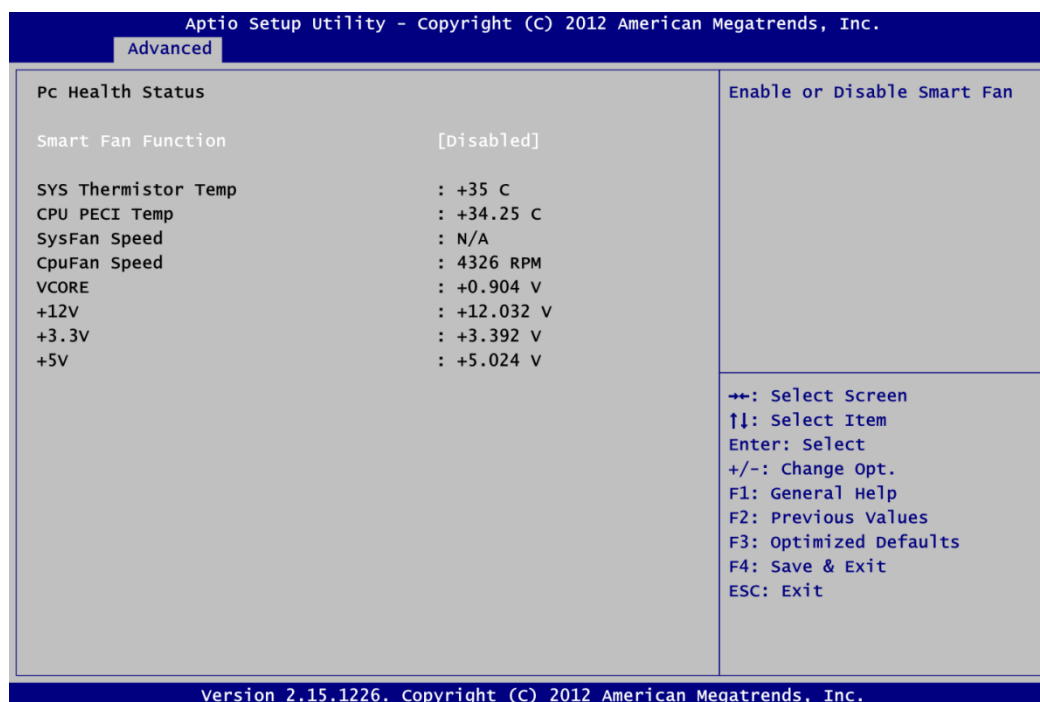 Aptio Setup Utility - Copyright (C) 2012 American Megatrends, Inc.
Advanced
Pc Health Status
Smart Fan Function [Disabled]
SYS Thermistor Temp : +35 C
CPU PECI Temp : +34.25 C
SysFan Speed : N/A
CpuFan Speed : 4326 RPM
VCORE : +0.904 V
+12V : +12.032 V
+3.3V : +3.392 V
+5V : +5.024 V
Enable or Disable Smart Fan
→←: Select Screen
↑↓: Select Item
Enter: Select
+/-: Change Opt.
F1: General Help
F2: Previous Values
F3: Optimized Defaults
F4: Save & Exit
ESC: Exit
Version 2.15.1226. Copyright (C) 2012 American Megatrends, Inc.